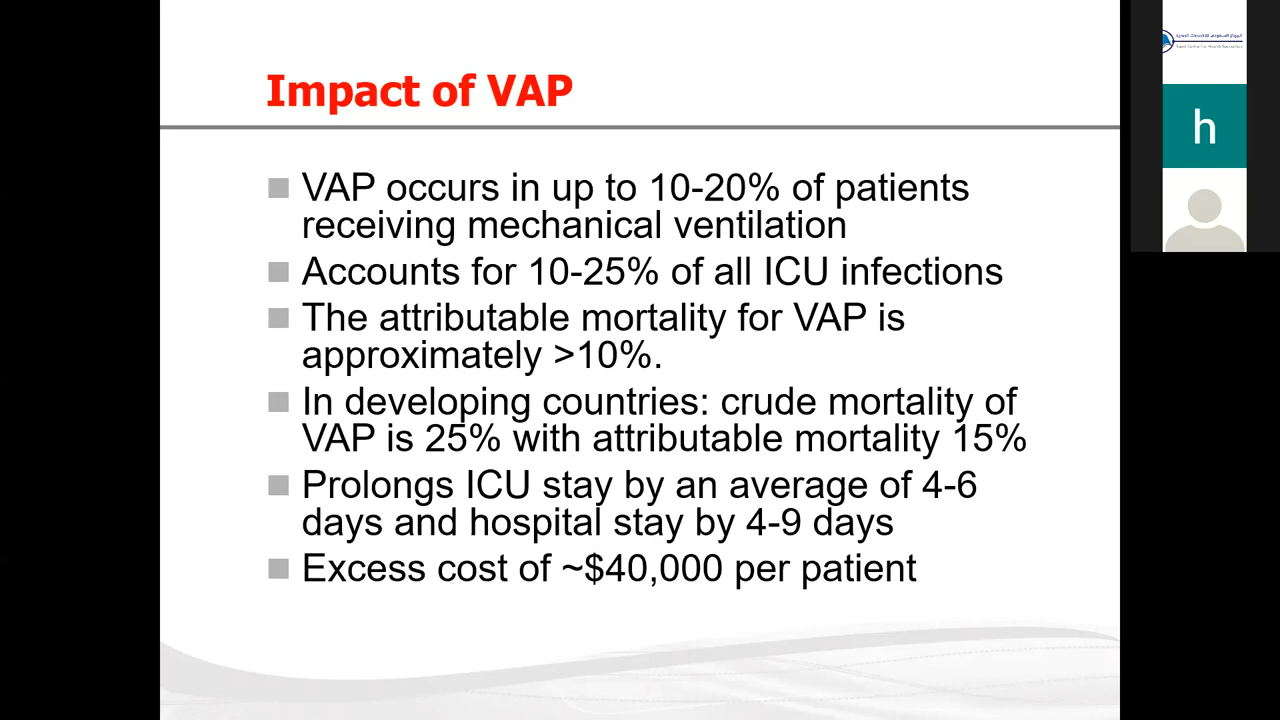 Impact of VAP
VAP occurs in up to 10-20% of patients
receiving mechanical ventilation
Accounts for 10-25% of all ICU infections
The attributable mortality for VAP is
approximately >10%.
In developing countries: crude mortality of
VAP is 25% with attributable mortality 15%
Prolongs ICU stay by an average of 4-6
days and hospital stay by 4-9 days
Excess cost of ~$40,000 per patient
h